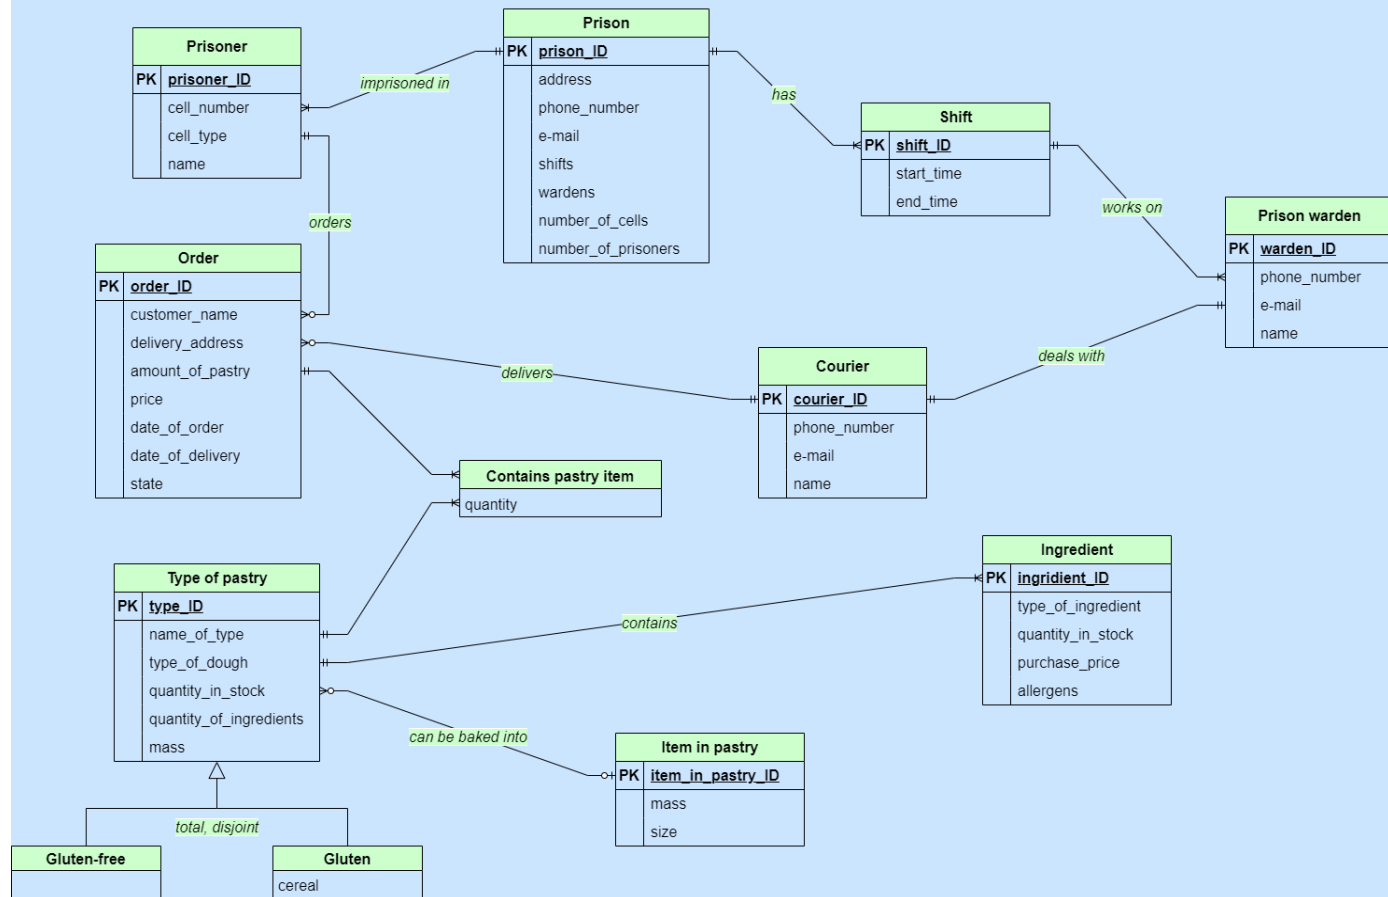 Prisoner
PK prisoner_ID
cell_number
cell_type
name
imprisoned in
Prison
PK prison_ID
address
phone_number
e-mail
shifts
wardens
number_of_cells
number_of_prisoners
has
Shift
PK shift_ID
start_time
end_time
works on
Prison warden
PK warden_ID
phone_number
e-mail
name
orders
Order
PK order_ID
customer_name
delivery_address
amount_of_pastry
price
date_of_order
date_of_delivery
state
delivers
Courier
PK courier_ID
phone_number
e-mail
name
deals with
Contains pastry item
quantity
Type of pastry
PK type_ID
name_of_type
type_of_dough
quantity_in_stock
quantity_of_ingredients
mass
contains
Ingredient
PK ingridient_ID
type_of_ingredient
quantity_in_stock
purchase_price
allergens
can be baked into
Item in pastry
PK item_in_pastry_ID
mass
size
total, disjoint
Gluten-free
Gluten
cereal